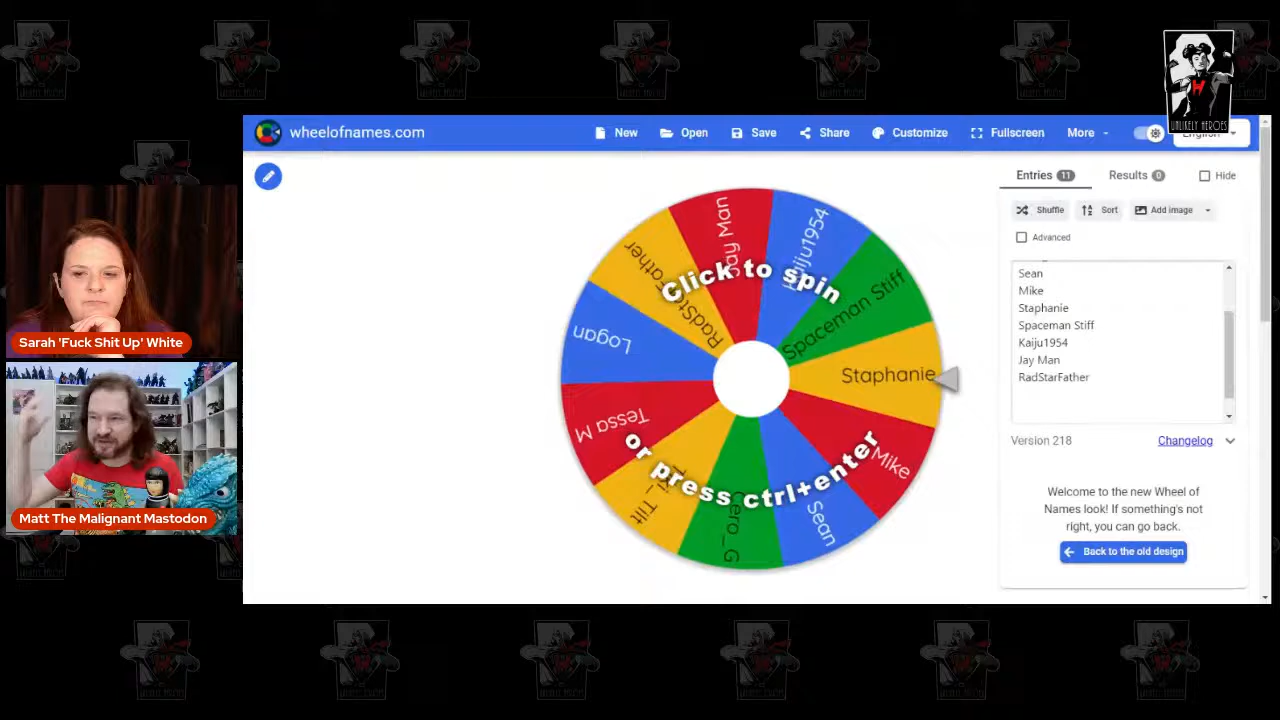 UNLIKELY HEROES
wheelofnames.com
New
Open
Save
Share
Customize
Fullscreen
More
English
Entries 11
Results 0
Hide
Shuffle
Sort
Add image
Advanced
Sean
Mike
Staphanie
Spaceman Stiff
Kaiju1954
Jay Man
RadStarFather
Version 218
Changelog
Welcome to the new Wheel of
Names look! If something's not
right, you can go back.
Back to the old design
Click to spin
or press ctrl+enter
Jay Man
Kaiju1954
Spaceman Stiff
Staphanie
Mike
Sean
Tessa M
Logan
RadStarFather
Sarah 'Fuck Shit Up' White
Matt The Malignant Mastodon